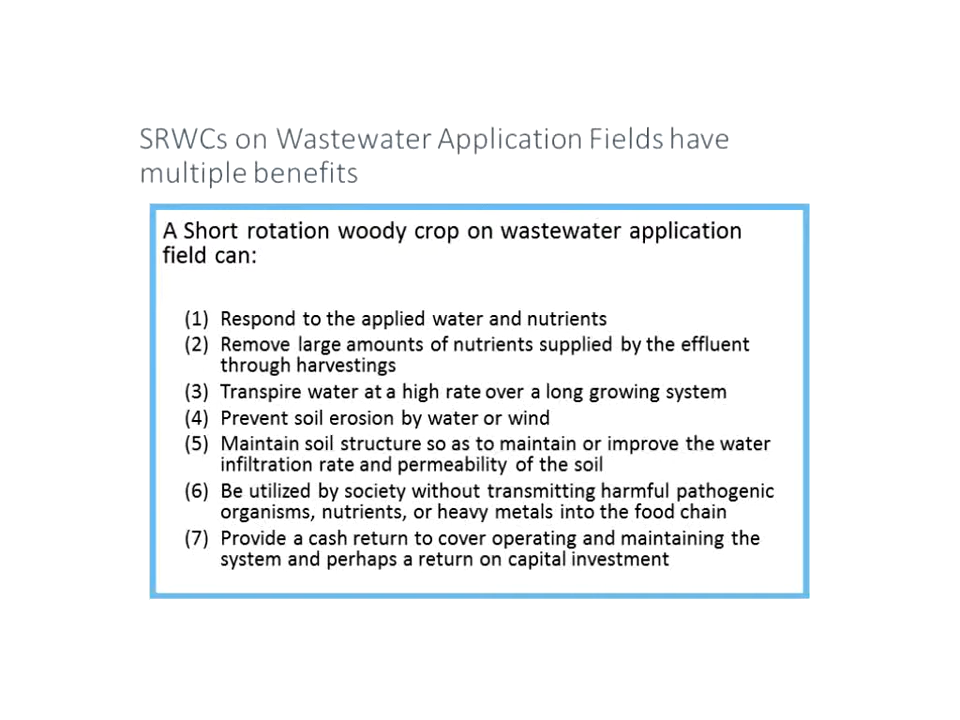 SRWCs on Wastewater Application Fields have
multiple benefits
A Short rotation woody crop on wastewater application
field can:
(1) Respond to the applied water and nutrients
(2) Remove large amounts of nutrients supplied by the effluent
through harvestings
(3) Transpire water at a high rate over a long growing system
(4) Prevent soil erosion by water or wind
(5) Maintain soil structure so as to maintain or improve the water
infiltration rate and permeability of the soil
(6) Be utilized by society without transmitting harmful pathogenic
organisms, nutrients, or heavy metals into the food chain
(7) Provide a cash return to cover operating and maintaining the
system and perhaps a return on capital investment